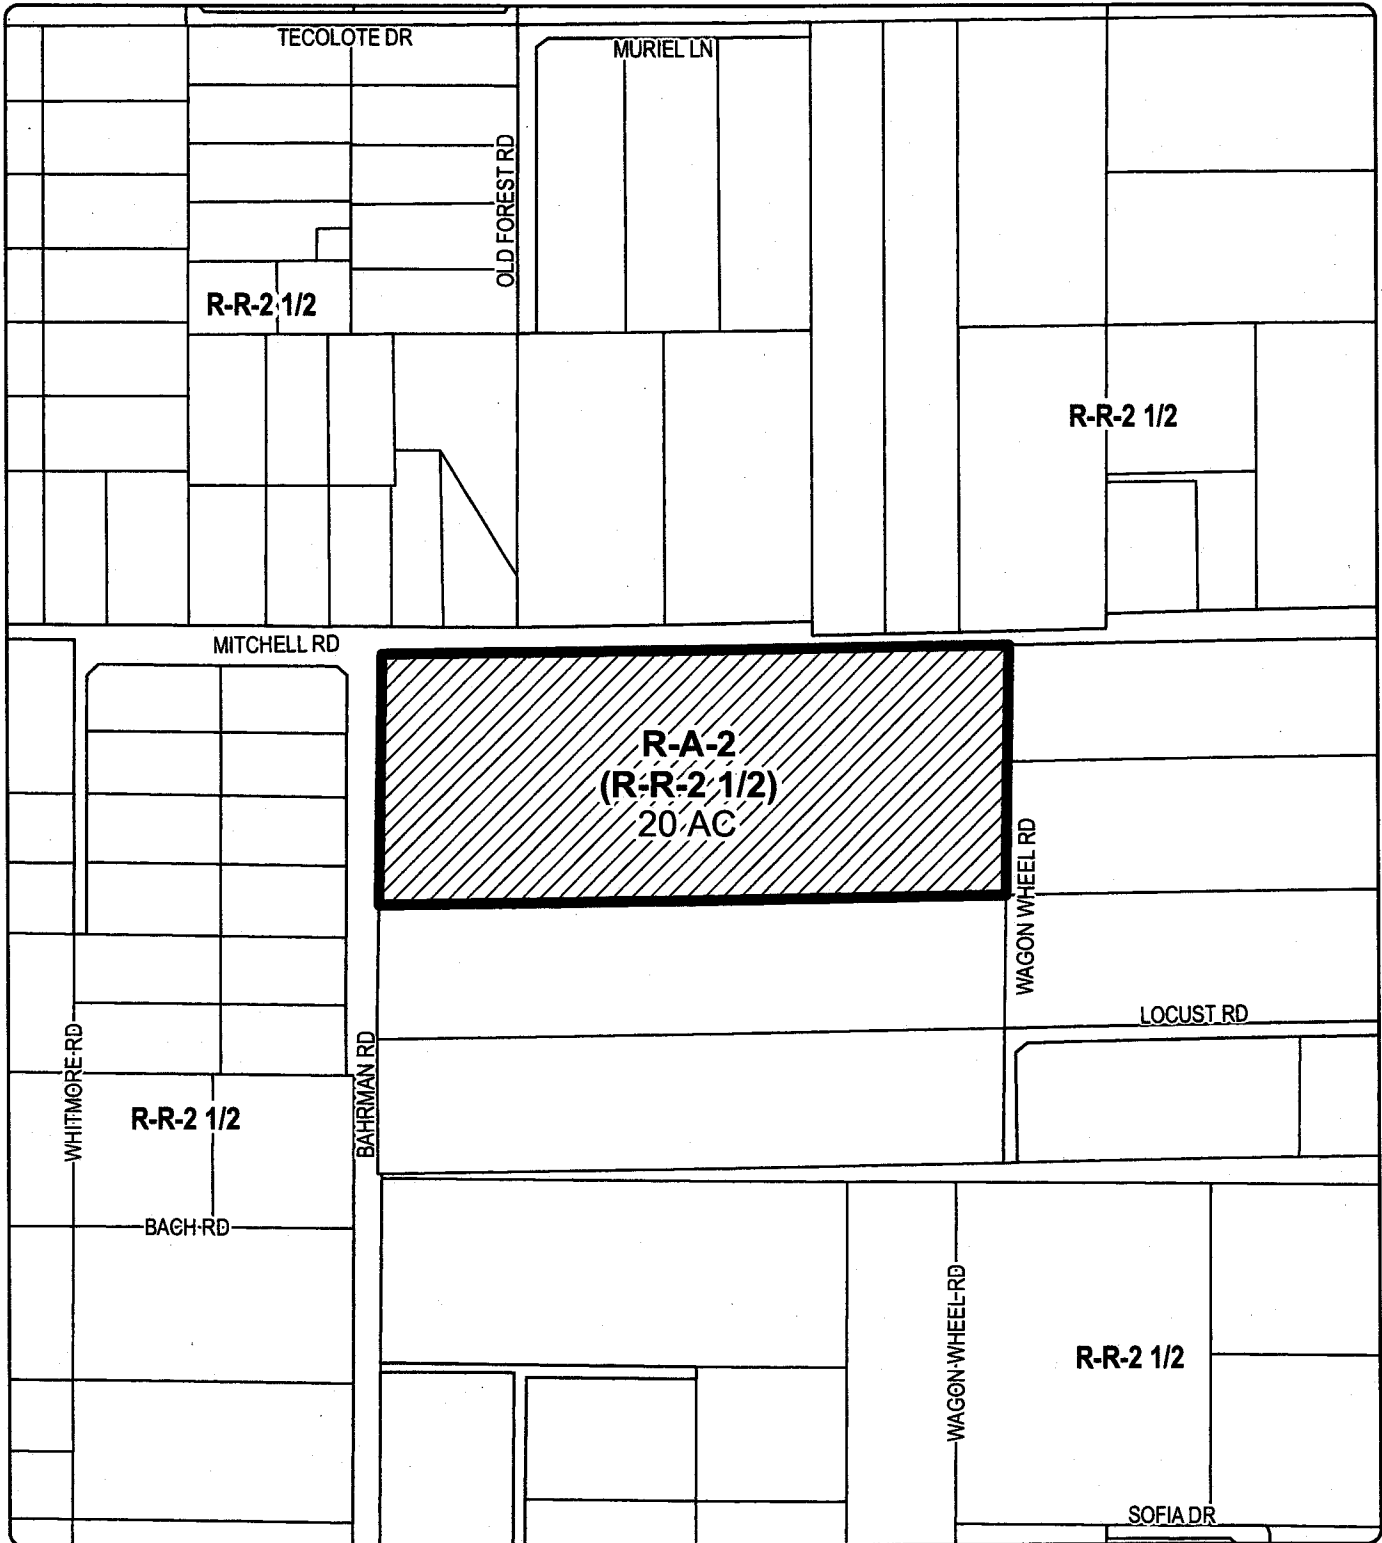 TECOLOTE DR
MURIEL LN
OLD FOREST RD
R-R-2 1/2
R-R-2 1/2
MITCHELL RD
R-A-2
(R-R-2 1/2)
20 AC
WAGON WHEEL RD
LOCUST RD
WHITMORE RD
BAHRMAN RD
R-R-2 1/2
BACH RD
WAGON WHEEL RD
R-R-2 1/2
SOFIA DR